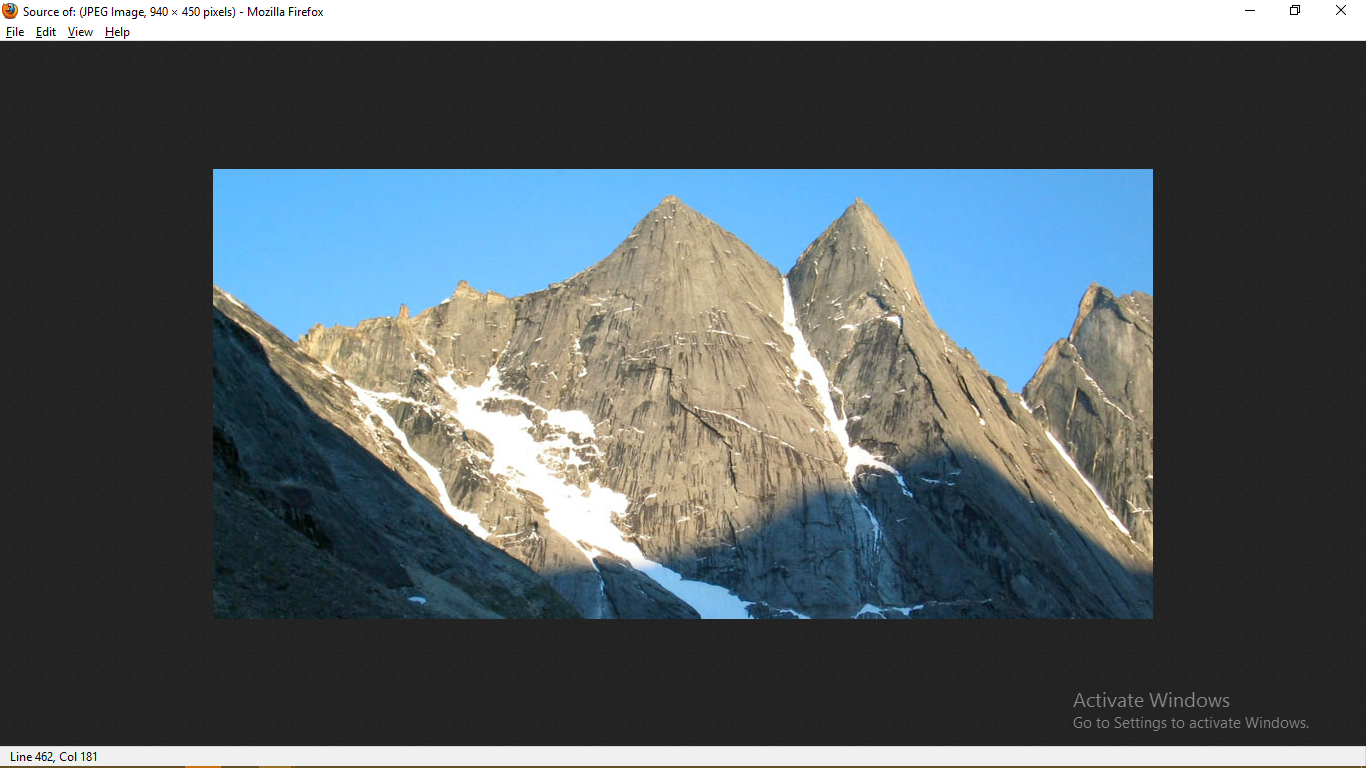 Source of: (JPEG Image, 940 × 450 pixels) - Mozilla Firefox
File Edit View Help
Activate Windows
Go to Settings to activate Windows.
Line 462, Col 181